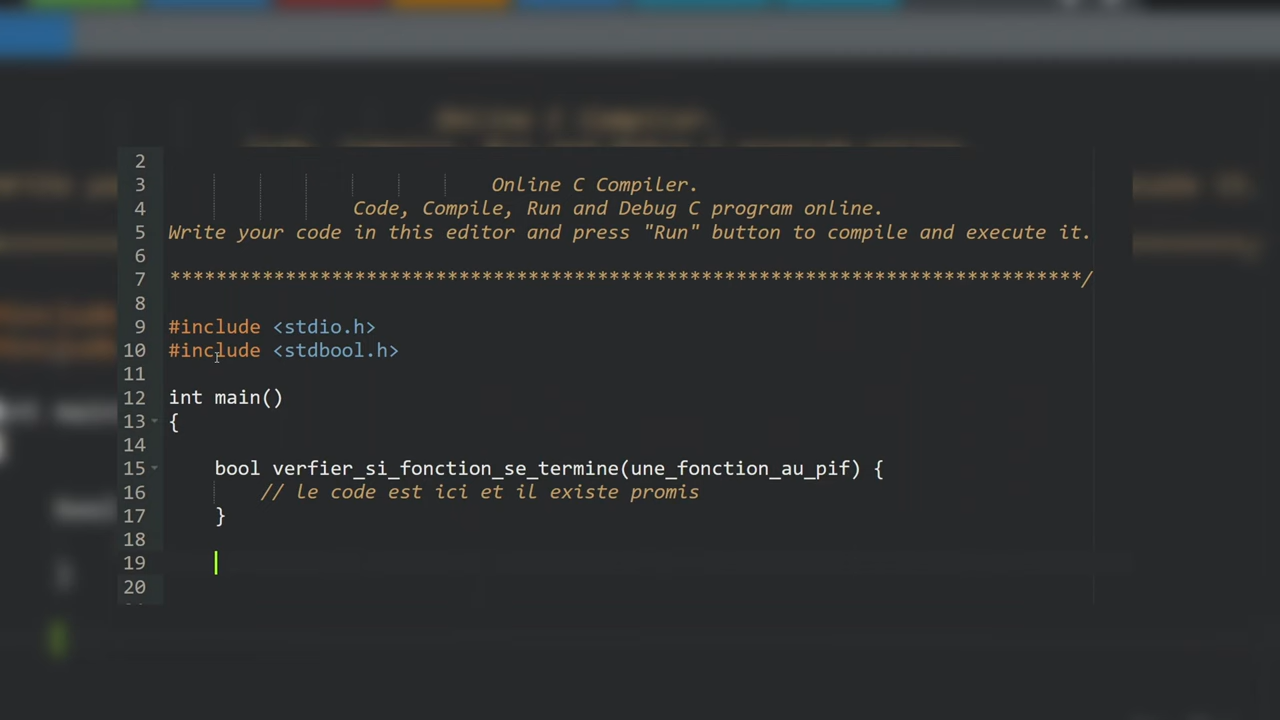 2
3 Online C Compiler.
4 Code, Compile, Run and Debug C program online.
5 Write your code in this editor and press "Run" button to compile and execute it.
6
7 *******************************************************************************/
8
9 #include <stdio.h>
10 #include <stdbool.h>
11
12 int main()
13 {
14
15 bool verfier_si_fonction_se_termine(une_fonction_au_pif) {
16 // le code est ici et il existe promis
17 }
18
19
20